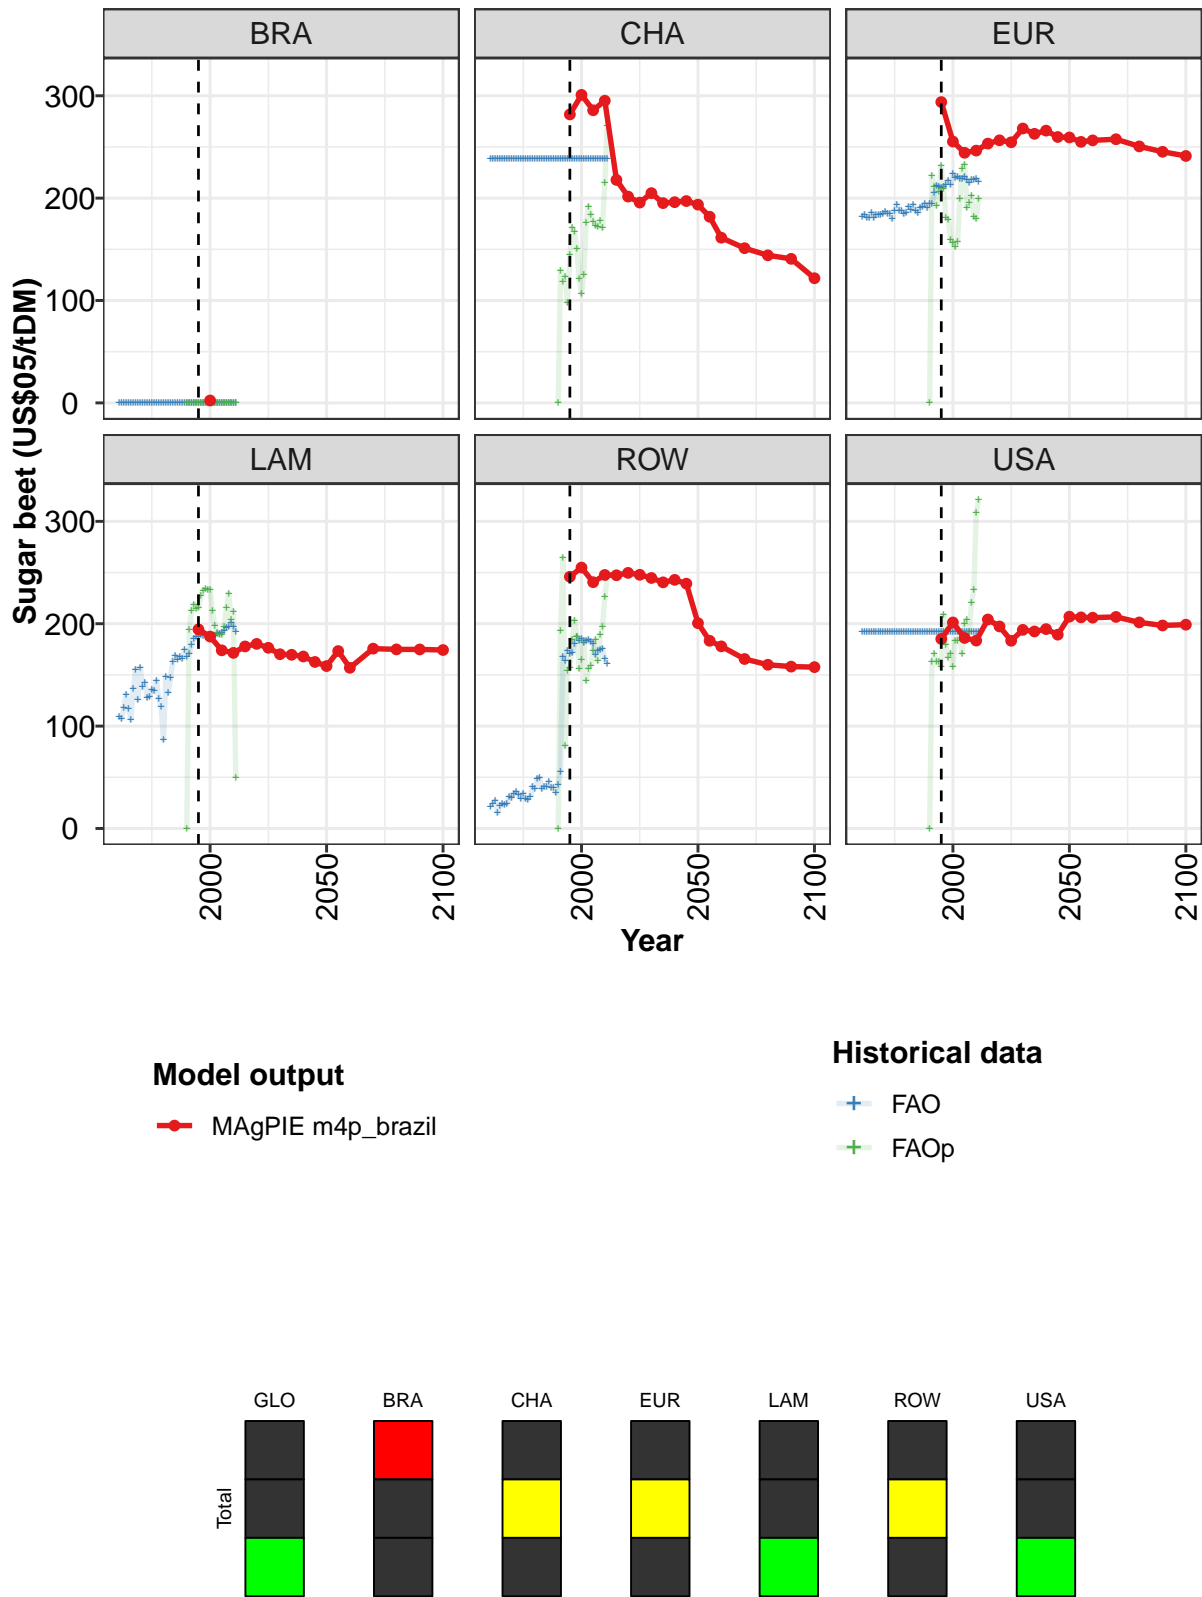 BRA CHA EUR
300
200
100
0
LAM ROW USA
300
200
100
0
Sugar beet (US$05/tDM)
2000 2050 2100 2000 2050 2100 2000 2050 2100
Year
Model output
MAgPIE m4p_brazil
Historical data
FAO
FAOp
GLO BRA CHA EUR LAM ROW USA
Total